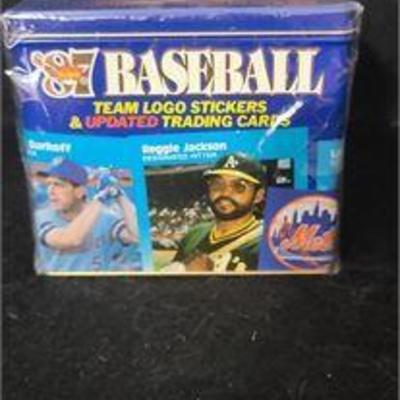 '87 BASEBALL
TEAM LOGO STICKERS
& UPDATED TRADING CARDS
Reggie Jackson
DESIGNATED HITTER
Mets